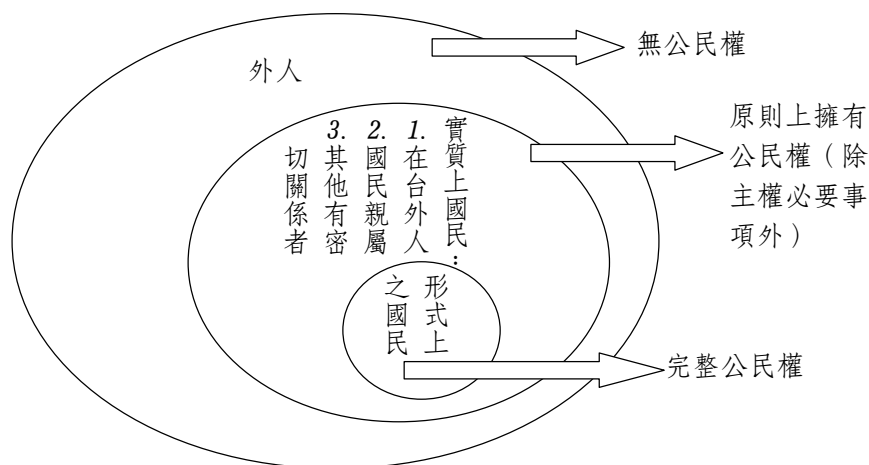 外人
無公民權
實質上國民：
1.在台外人
2.國民親屬
3.其他有密
切關係者
原則上擁有
公民權（除
主權必要事
項外）
形式上
之國民
完整公民權